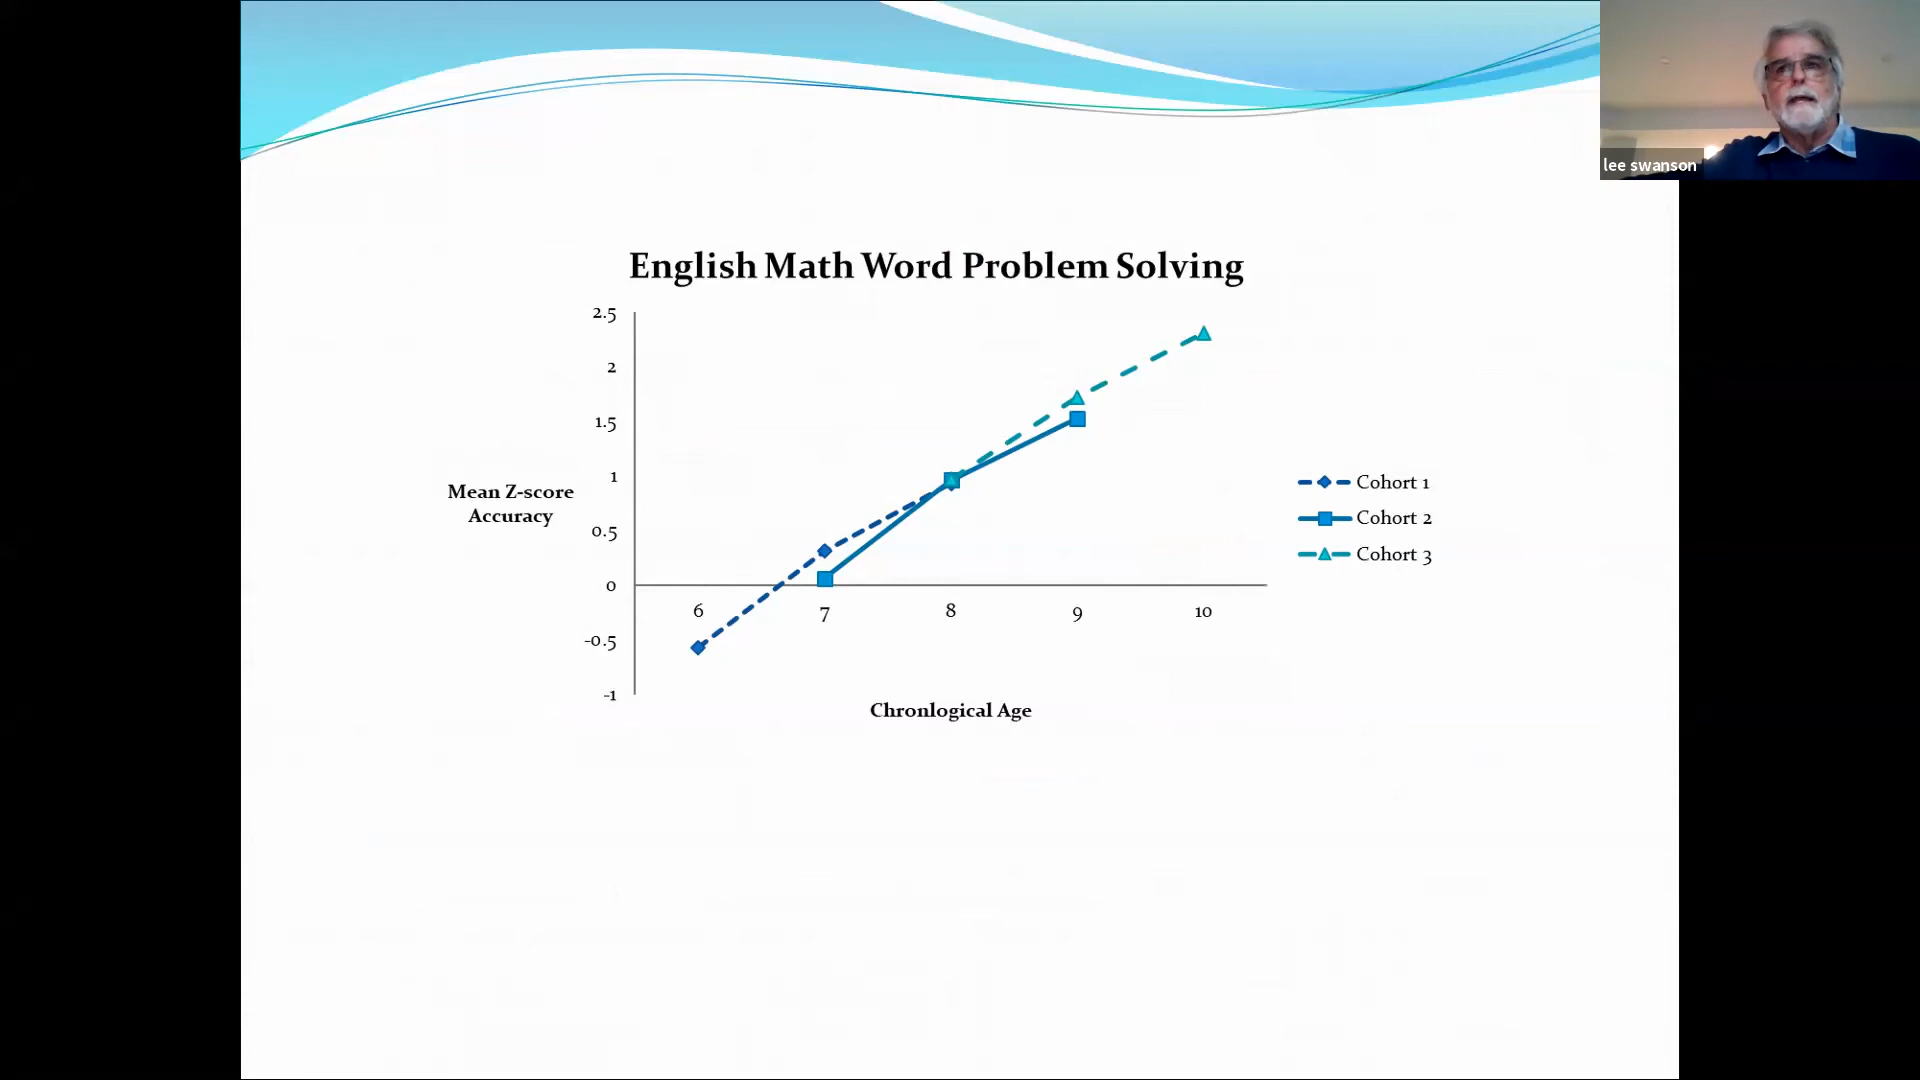 lee swanson
English Math Word Problem Solving
2.5
2
1.5
1
0.5
0
-0.5
-1
Mean Z-score
Accuracy
6 7 8 9 10
Chronlogical Age
Cohort 1
Cohort 2
Cohort 3